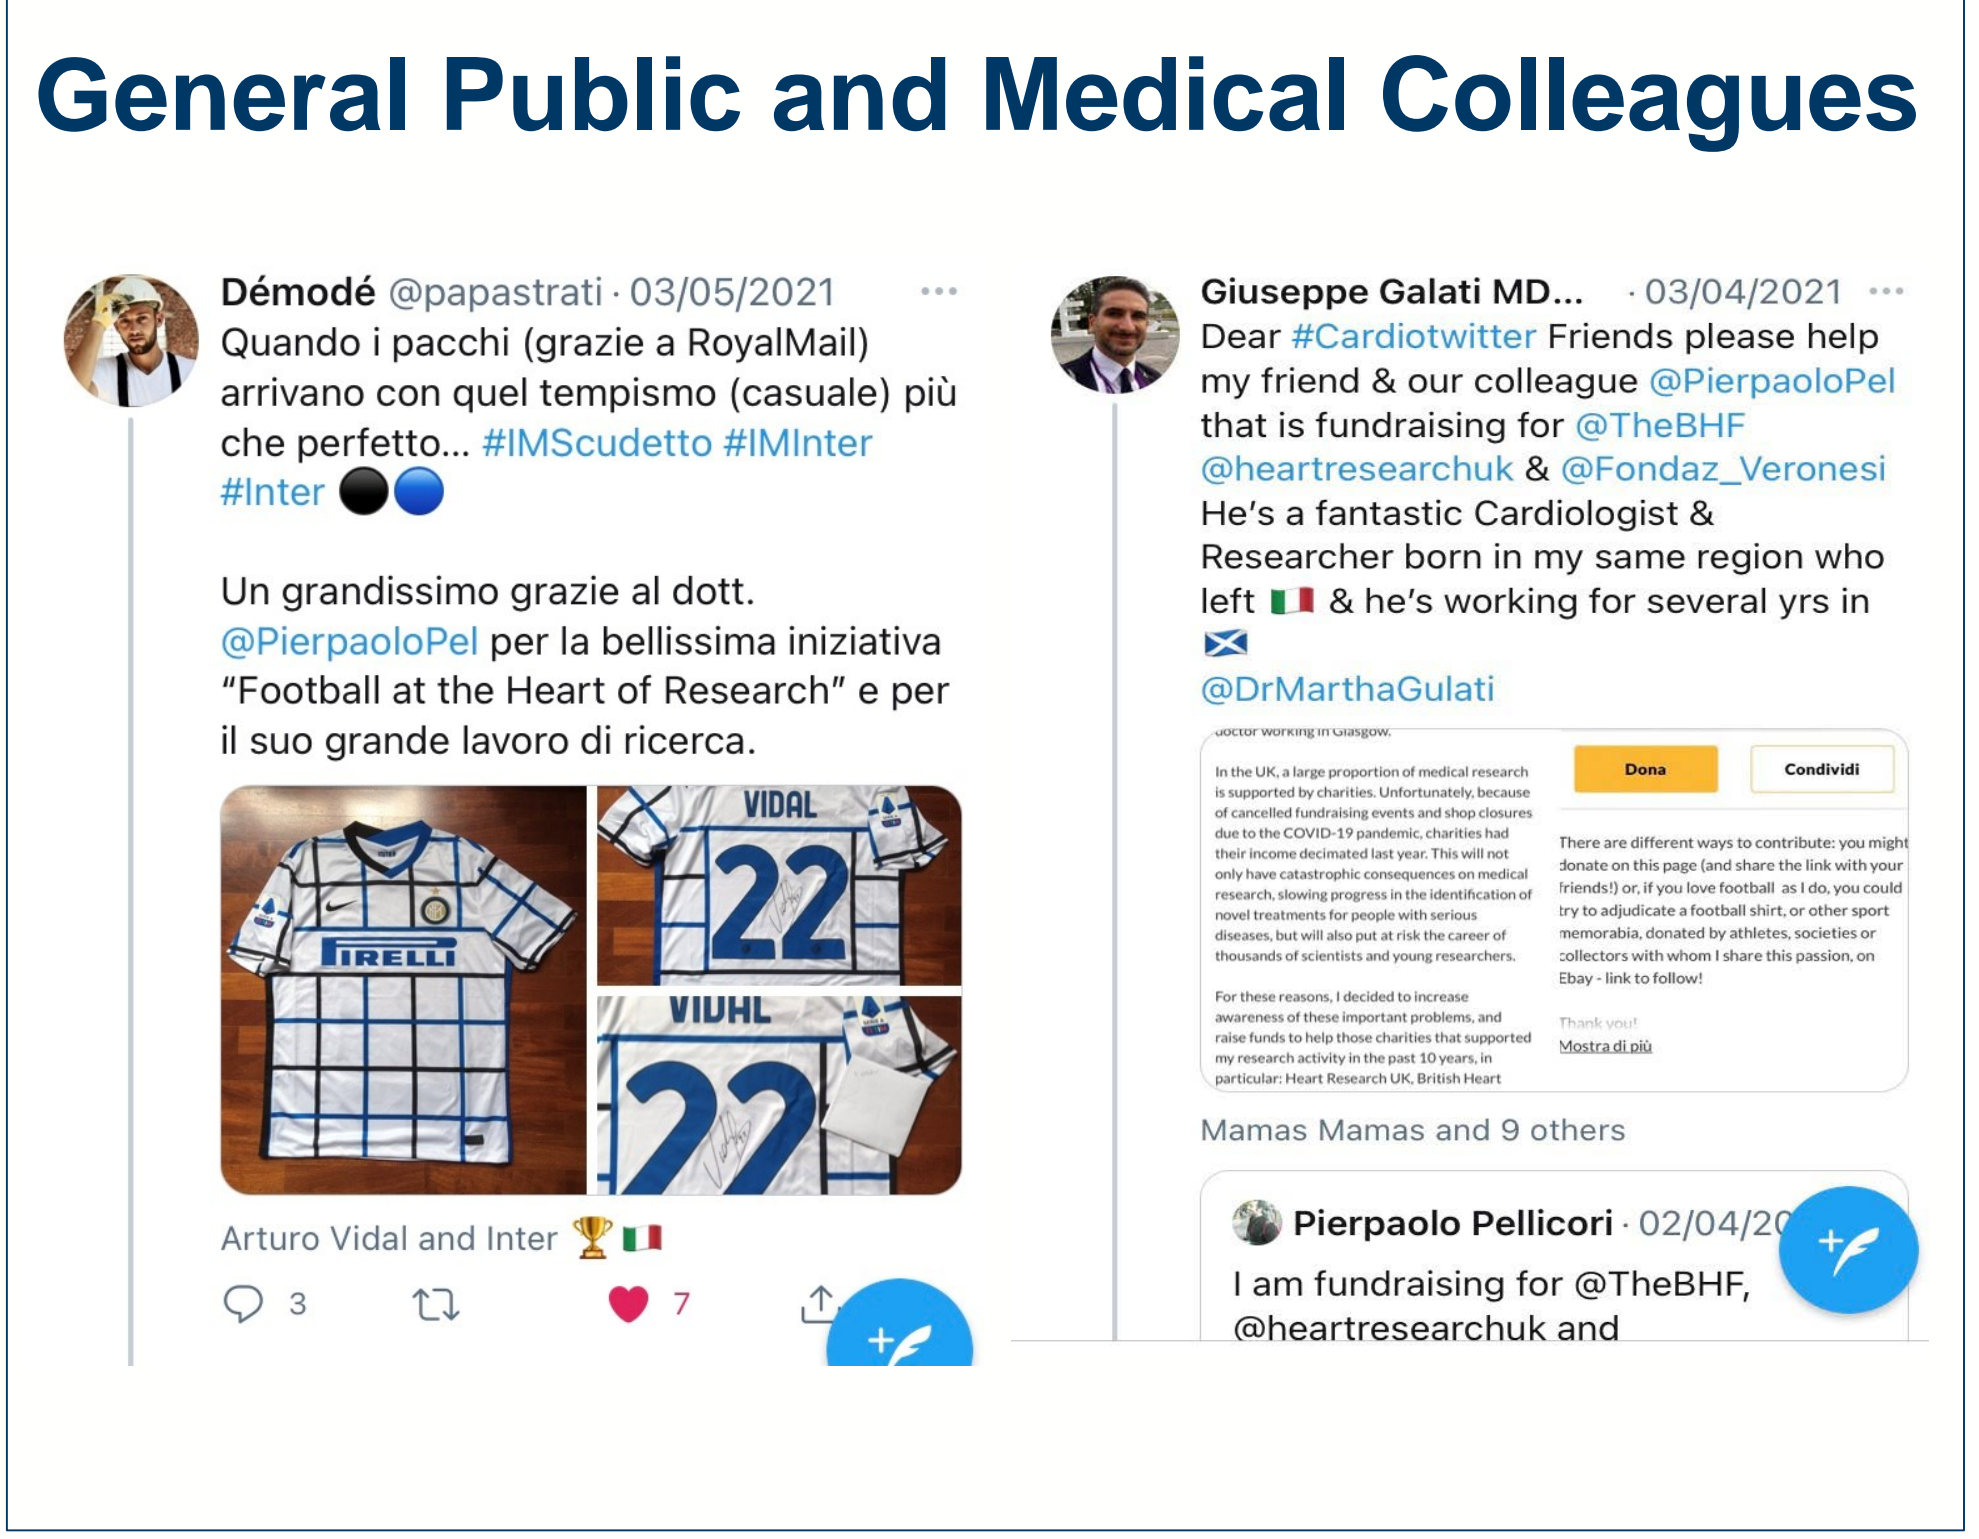 General Public and Medical Colleagues
Démodé @papastrati · 03/05/2021
Quando i pacchi (grazie a RoyalMail)
arrivano con quel tempismo (casuale) più
che perfetto... #IMScudetto #IMInter
#Inter
Un grandissimo grazie al dott.
@PierpaoloPel per la bellissima iniziativa
“Football at the Heart of Research” e per
il suo grande lavoro di ricerca.
INTER
PIRELLI
VIDAL
22
VIDAL
22
Arturo Vidal and Inter
3
7
Giuseppe Galati MD... · 03/04/2021
Dear #Cardiotwitter Friends please help
my friend & our colleague @PierpaoloPel
that is fundraising for @TheBHF
@heartresearchuk & @Fondaz_Veronesi
He’s a fantastic Cardiologist &
Researcher born in my same region who
left & he’s working for several yrs in
@DrMarthaGulati
doctor working in Glasgow.
In the UK, a large proportion of medical research
is supported by charities. Unfortunately, because
of cancelled fundraising events and shop closures
due to the COVID-19 pandemic, charities had
their income decimated last year. This will not
only have catastrophic consequences on medical
research, slowing progress in the identification of
novel treatments for people with serious
diseases, but will also put at risk the career of
thousands of scientists and young researchers.
For these reasons, I decided to increase
awareness of these important problems, and
raise funds to help those charities that supported
my research activity in the past 10 years, in
particular: Heart Research UK, British Heart
Dona
Condividi
There are different ways to contribute: you might
donate on this page (and share the link with your
friends!) or, if you love football as I do, you could
try to adjudicate a football shirt, or other sport
memorabia, donated by athletes, societies or
collectors with whom I share this passion, on
Ebay - link to follow!
Thank you!
Mostra di più
Mamas Mamas and 9 others
Pierpaolo Pellicori · 02/04/20
I am fundraising for @TheBHF,
@heartresearchuk and